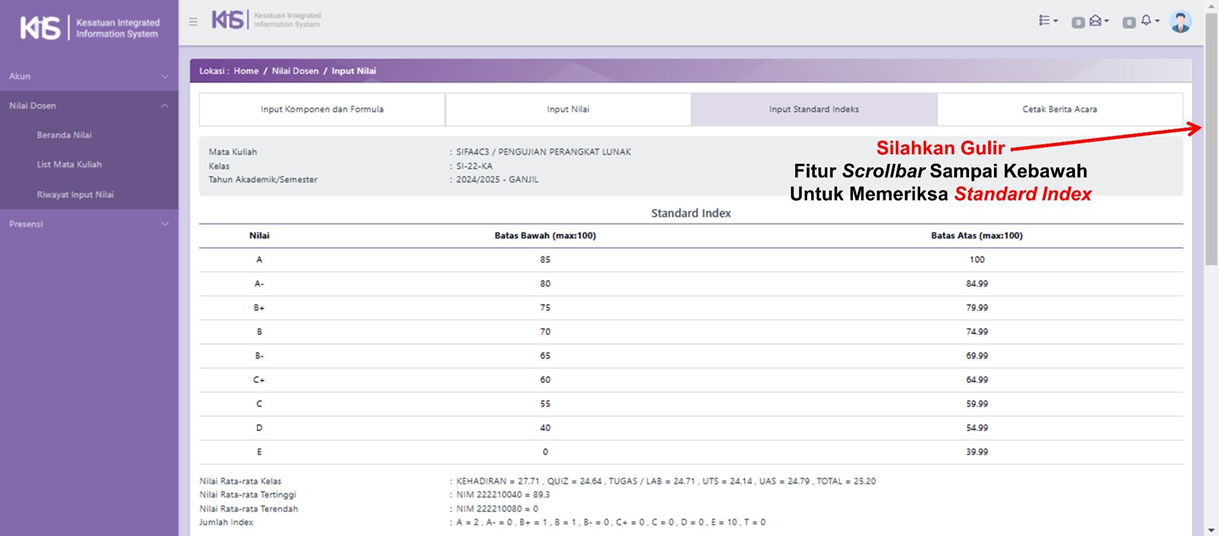 KIS Kesatuan Integrated
Information System
KIS Kesatuan Integrated
Information System
0
0
Akun
Nilai Dosen
Beranda Nilai
List Mata Kuliah
Riwayat Input Nilai
Presensi
Lokasi : Home / Nilai Dosen / Input Nilai
Input Komponen dan Formula
Input Nilai
Input Standard Indeks
Cetak Berita Acara
Mata Kuliah : SIFA4C3 / PENGUJIAN PERANGKAT LUNAK
Kelas : SI-22-KA
Tahun Akademik/Semester : 2024/2025 - GANJIL
Silahkan Gulir
Fitur Scrollbar Sampai Kebawah
Untuk Memeriksa Standard Index
Standard Index
Nilai Batas Bawah (max:100) Batas Atas (max:100)
A 85 100
A- 80 84.99
B+ 75 79.99
B 70 74.99
B- 65 69.99
C+ 60 64.99
C 55 59.99
D 40 54.99
E 0 39.99
Nilai Rata-rata Kelas : KEHADIRAN = 27.71 , QUIZ = 24.64 , TUGAS / LAB = 24.71 , UTS = 24.14 , UAS = 24.79 , TOTAL = 25.20
Nilai Rata-rata Tertinggi : NIM 222210040 = 89.3
Nilai Rata-rata Terendah : NIM 222210080 = 0
Jumlah Index : A = 2 , A- = 0 , B+ = 1 , B = 1 , B- = 0 , C+ = 0 , C = 0 , D = 0 , E = 10 , T = 0